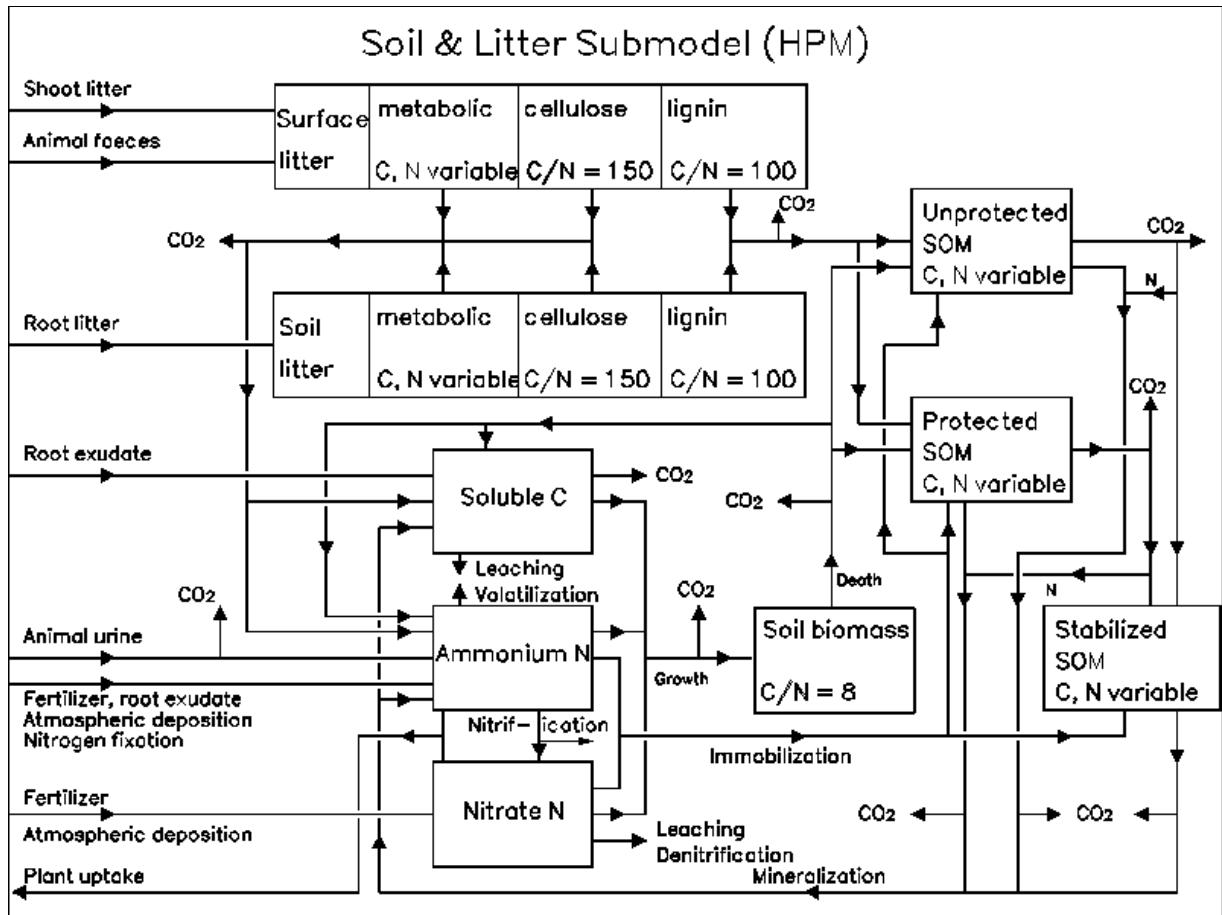 Soil & Litter Submodel (HPM)
Shoot litter
Animal faeces
Surface
litter
metabolic
C, N variable
cellulose
C/N = 150
lignin
C/N = 100
CO2
CO2
Unprotected
SOM
C, N variable
CO2
N
Root litter
Soil
litter
metabolic
C, N variable
cellulose
C/N = 150
lignin
C/N = 100
CO2
Protected
SOM
C, N variable
Root exudate
Soluble C
CO2
CO2
Leaching
Volatilization
Death
N
CO2
CO2
Animal urine
Ammonium N
Growth
Soil biomass
C/N = 8
Stabilized
SOM
C, N variable
Fertilizer, root exudate
Atmospheric deposition
Nitrogen fixation
Nitrif-ication
Immobilization
Fertilizer
Atmospheric deposition
Nitrate N
CO2
CO2
Leaching
Denitrification
Plant uptake
Mineralization